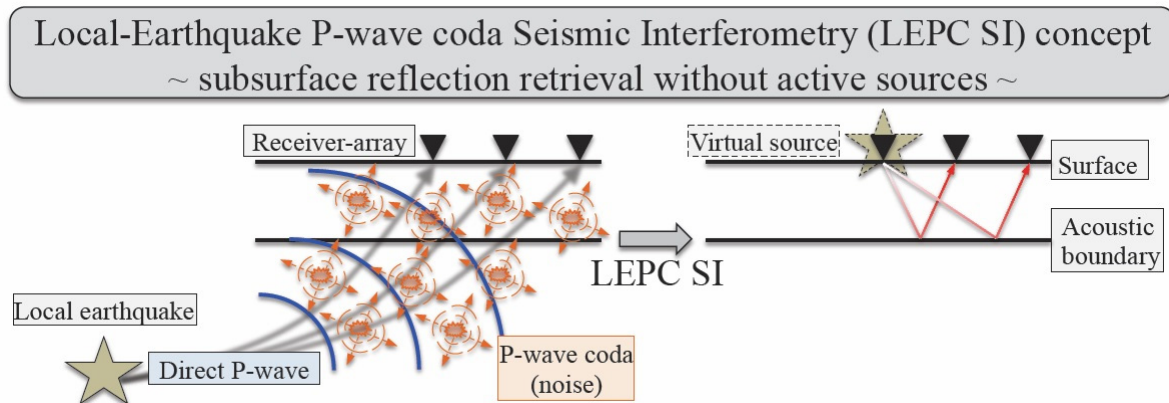 Local-Earthquake P-wave coda Seismic Interferometry (LEPC SI) concept
~ subsurface reflection retrieval without active sources ~
Receiver-array
Virtual source
Surface
Acoustic
boundary
LEPC SI
Local earthquake
Direct P-wave
P-wave coda
(noise)